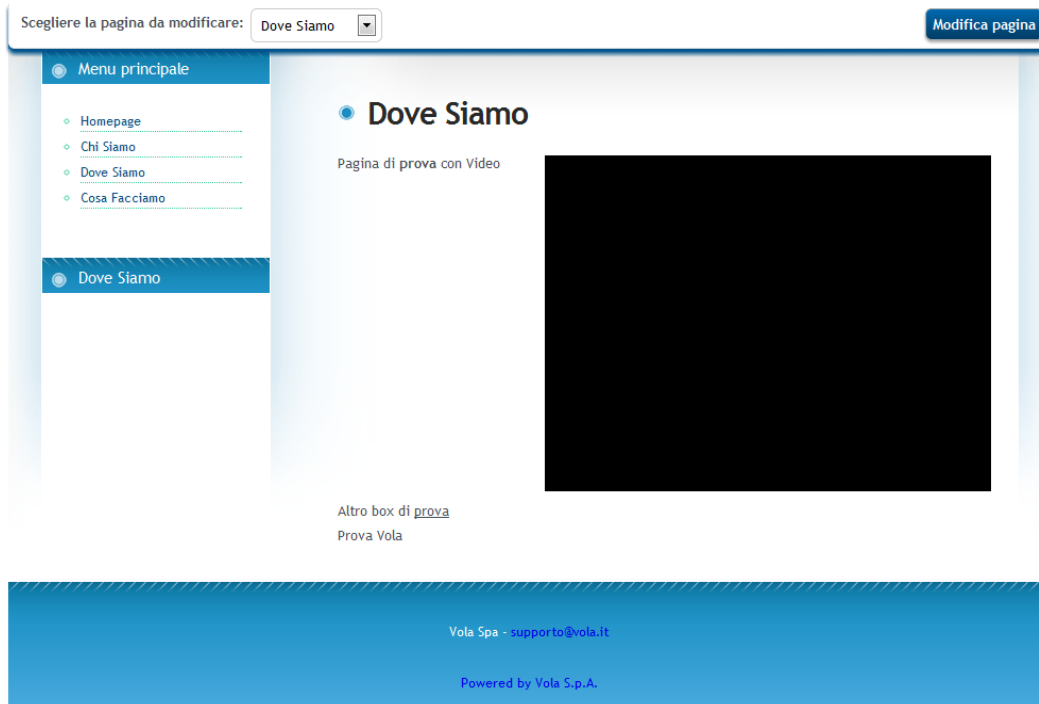 Scegliere la pagina da modificare: Dove Siamo Modifica pagina
Menu principale
Homepage
Chi Siamo
Dove Siamo
Cosa Facciamo
Dove Siamo
Dove Siamo
Pagina di prova con Video
Altro box di prova
Prova Vola
Vola Spa - supporto@vola.it
Powered by Vola S.p.A.